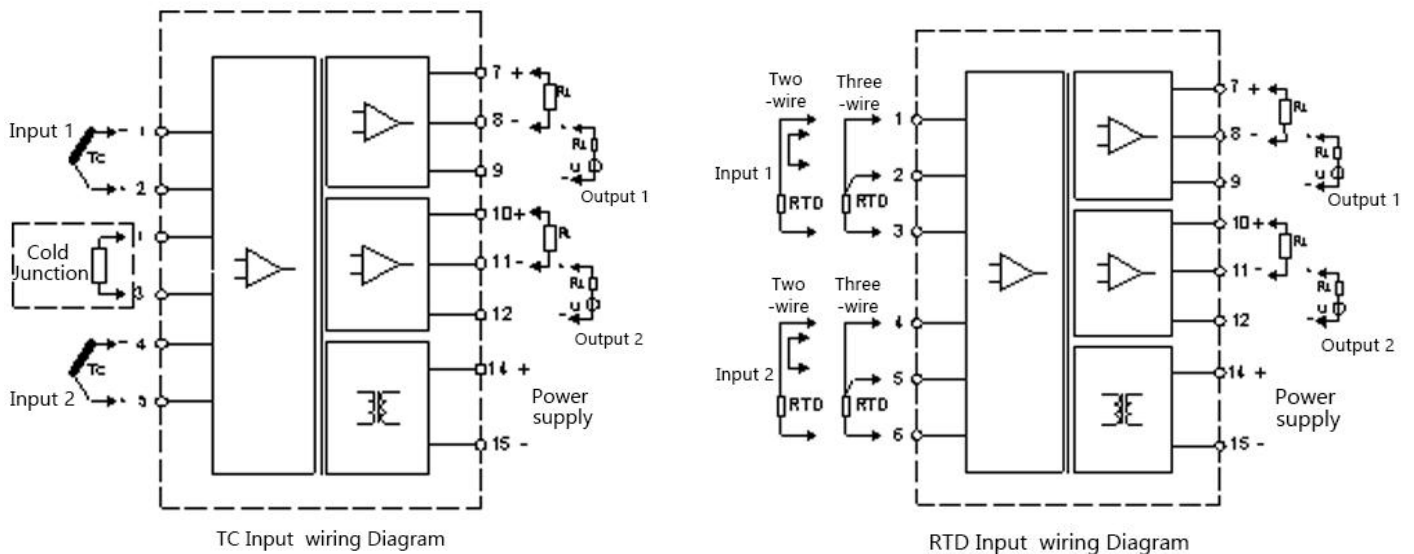 7 +
RL
Input 1
- 1
8 -
TC
RL
9
u
-
2
Output 1
10+
Cold
Junction
1
RL
11-
3
RL
12
u
-
Output 2
- 4
TC
14 +
Input 2
5
Power
supply
15 -
TC Input wiring Diagram
Two
-wire
Three
-wire
7 +
RL
1
8 -
Input 1
2
RL
9
u
-
RTD
RTD
Output 1
3
10+
RL
Two
-wire
Three
-wire
11-
RL
4
12
u
-
Output 2
Input 2
5
14 +
RTD
RTD
Power
supply
6
15 -
RTD Input wiring Diagram